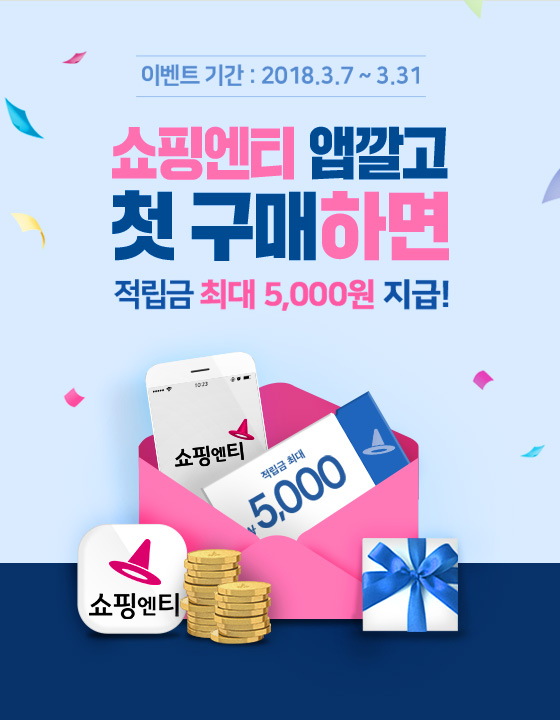 이벤트 기간 : 2018.3.7 ~ 3.31
쇼핑엔티 앱깔고
첫 구매하면
적립금 최대 5,000원 지급!
10:23
쇼핑엔티
적립금 최대
₩5,000
쇼핑엔티